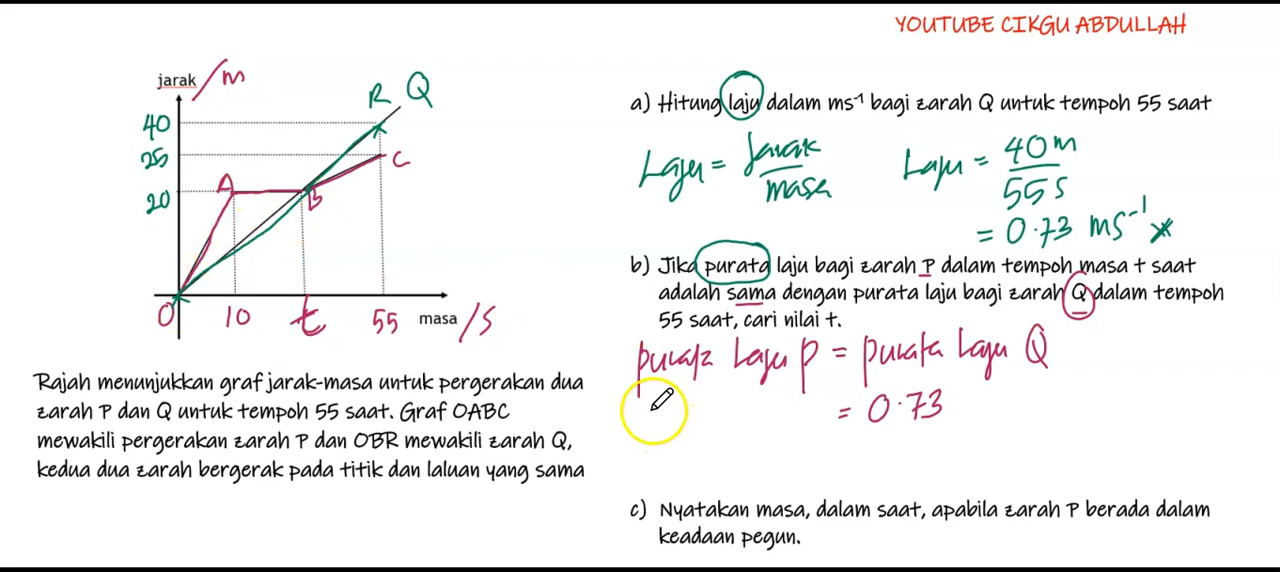 YOUTUBE CIKGU ABDULLAH
jarak /m
R Q
40
25
20
A
B
C
O 10 t 55 masa /s
Rajah menunjukkan graf jarak-masa untuk pergerakan dua
zarah P dan Q untuk tempoh 55 saat. Graf OABC
mewakili pergerakan zarah P dan OBR mewakili zarah Q,
kedua dua zarah bergerak pada titik dan laluan yang sama
a) Hitung laju dalam ms⁻¹ bagi zarah Q untuk tempoh 55 saat
Laju = Jarak / masa
Laju = 40 m / 55 s
= 0.73 ms⁻¹
b) Jika purata laju bagi zarah P dalam tempoh masa t saat
adalah sama dengan purata laju bagi zarah Q dalam tempoh
55 saat, cari nilai t.
purata Laju P = purata Laju Q
= 0.73
c) Nyatakan masa, dalam saat, apabila zarah P berada dalam
keadaan pegun.